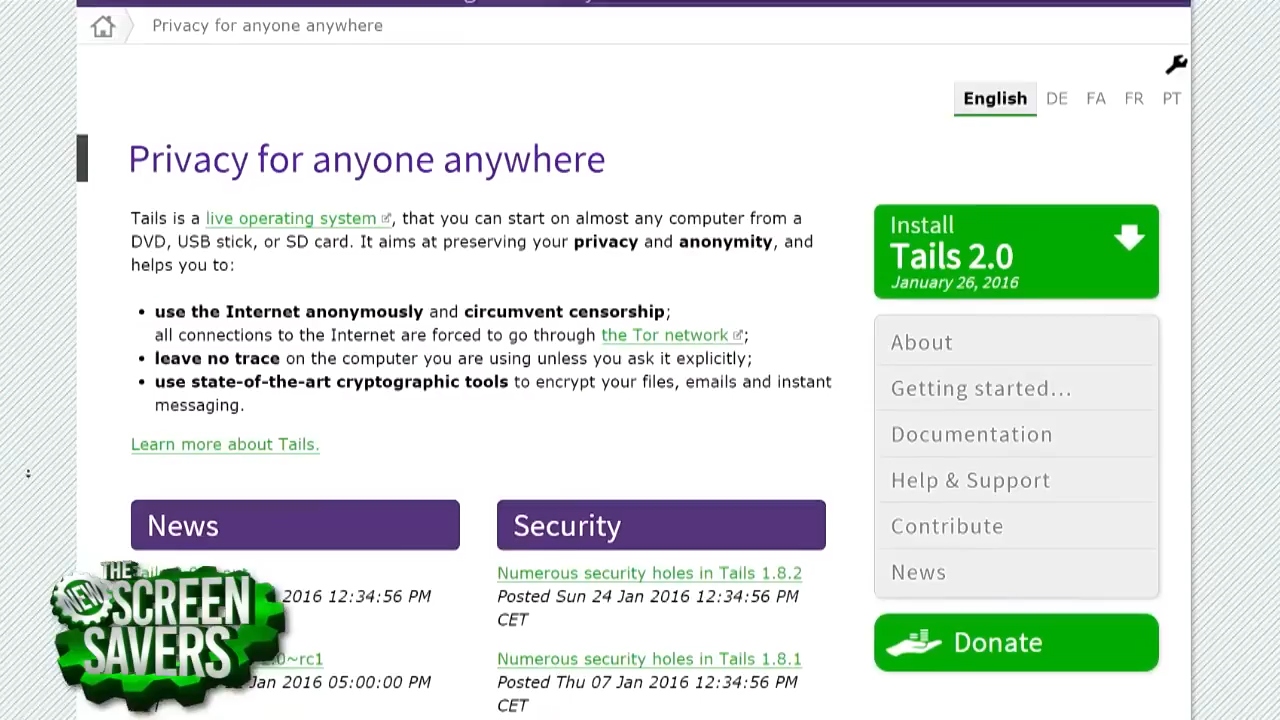 Privacy for anyone anywhere
English DE FA FR PT
Privacy for anyone anywhere
Tails is a live operating system, that you can start on almost any computer from a
DVD, USB stick, or SD card. It aims at preserving your privacy and anonymity, and
helps you to:
• use the Internet anonymously and circumvent censorship;
all connections to the Internet are forced to go through the Tor network;
• leave no trace on the computer you are using unless you ask it explicitly;
• use state-of-the-art cryptographic tools to encrypt your files, emails and instant
messaging.
Learn more about Tails.
Install
Tails 2.0
January 26, 2016
About
Getting started...
Documentation
Help & Support
Contribute
News
Donate
News
2016 12:34:56 PM
0~rc1
Jan 2016 05:00:00 PM
Security
Numerous security holes in Tails 1.8.2
Posted Sun 24 Jan 2016 12:34:56 PM
CET
Numerous security holes in Tails 1.8.1
Posted Thu 07 Jan 2016 12:34:56 PM
CET
THE
NEW
SCREEN
SAVERS